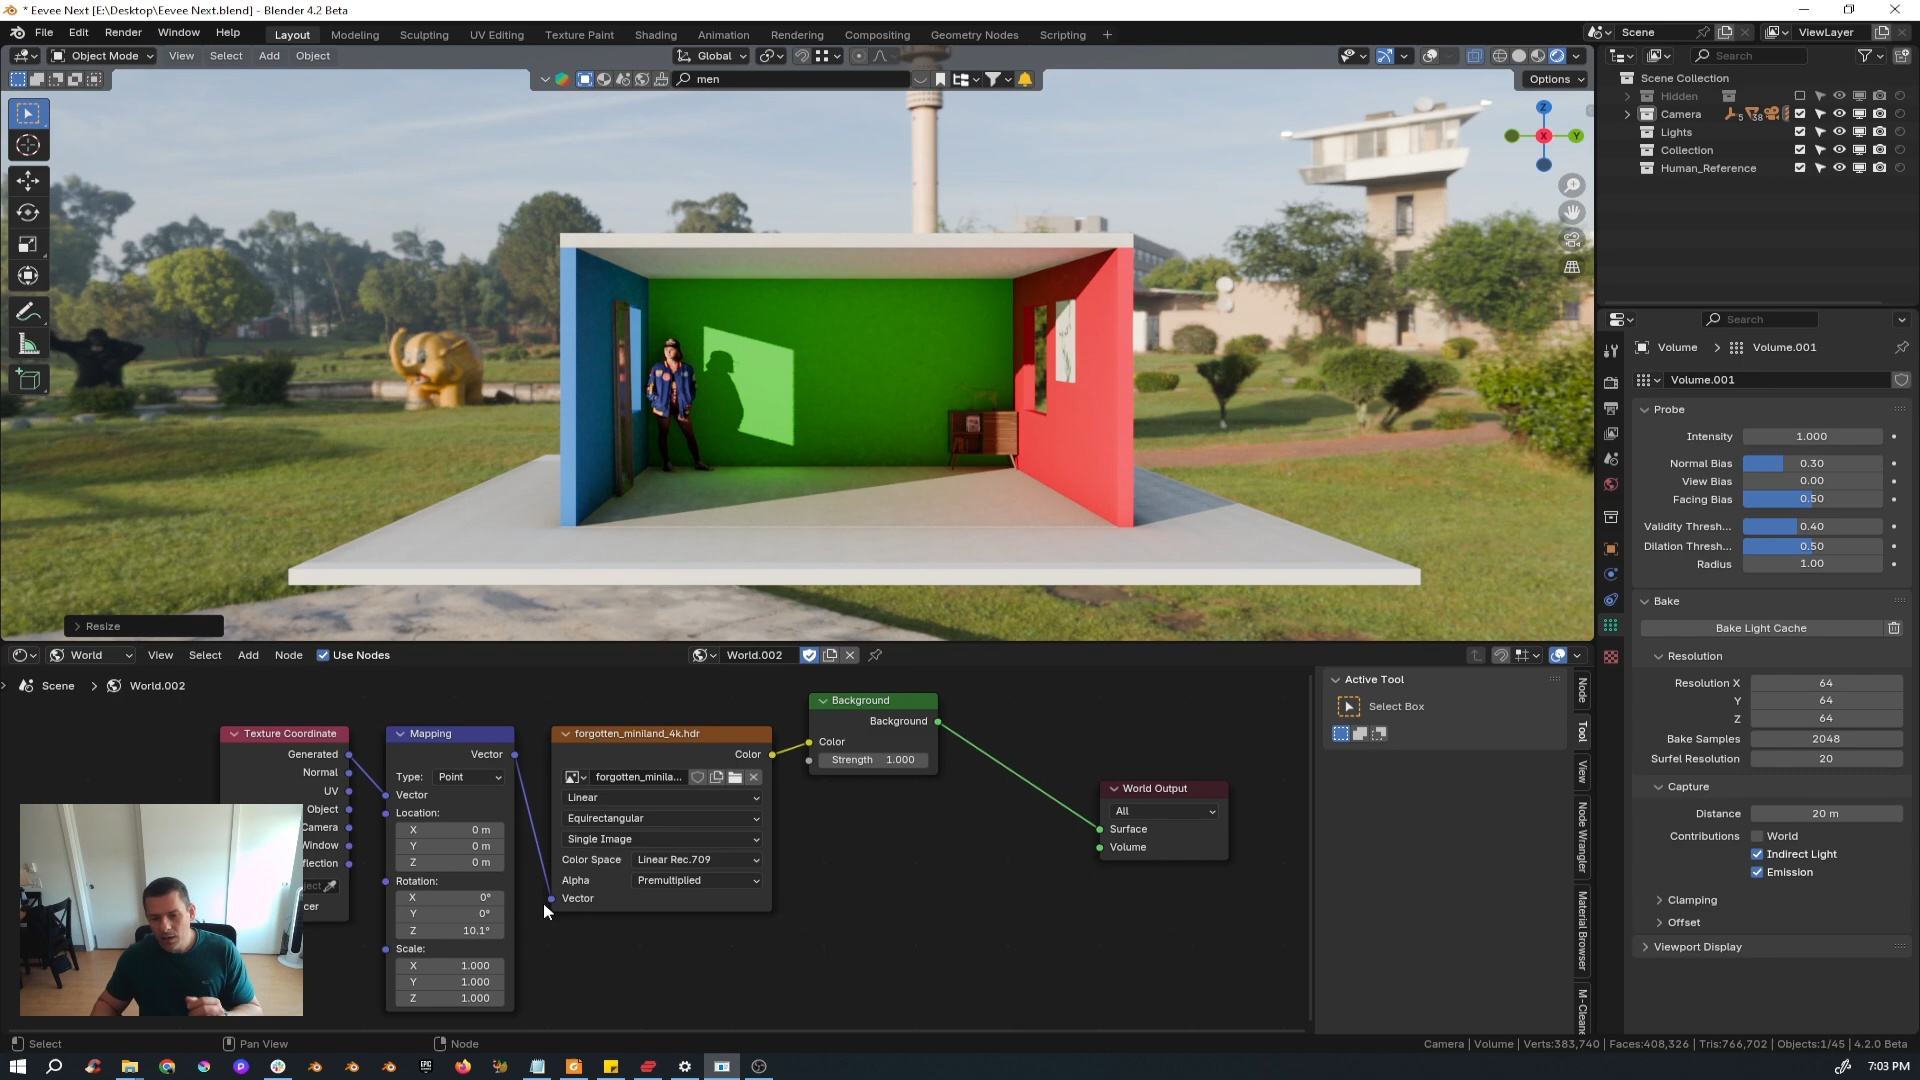 * Eevee Next [E:\Desktop\Eevee Next.blend] - Blender 4.2 Beta
File Edit Render Window Help Layout Modeling Sculpting UV Editing Texture Paint Shading Animation Rendering Compositing Geometry Nodes Scripting + Scene ViewLayer
Object Mode View Select Add Object Global Search
men Options
Scene Collection
Hidden
Camera 5 38
Lights
Collection
Human_Reference
Z
X Y
Resize
Search
Volume > Volume.001
Volume.001
Probe
Intensity 1.000
Normal Bias 0.30
View Bias 0.00
Facing Bias 0.50
Validity Thresh... 0.40
Dilation Thresh... 0.50
Radius 1.00
Bake
Bake Light Cache
Resolution
Resolution X 64
Y 64
Z 64
Bake Samples 2048
Surfel Resolution 20
Capture
Distance 20 m
Contributions World
Indirect Light
Emission
Clamping
Offset
Viewport Display
World View Select Add Node Use Nodes World.002
Scene > World.002
Texture Coordinate
Generated
Normal
UV
Object
Camera
Window
flection
ject
cer
Mapping
Vector
Type: Point
Vector
Location:
X 0 m
Y 0 m
Z 0 m
Rotation:
X 0°
Y 0°
Z 10.1°
Scale:
X 1.000
Y 1.000
Z 1.000
forgotten_miniland_4k.hdr
Color
forgotten_minila...
Linear
Equirectangular
Single Image
Color Space Linear Rec.709
Alpha Premultiplied
Vector
Background
Background
Color
Strength 1.000
World Output
All
Surface
Volume
Active Tool
Select Box
Node
Tool
View
Node Wrangler
Material Browser
M-Cleane
Select Pan View Node Camera | Volume | Verts:383,740 | Faces:408,326 | Tris:766,702 | Objects:1/45 | 4.2.0 Beta
EPIC
7:03 PM